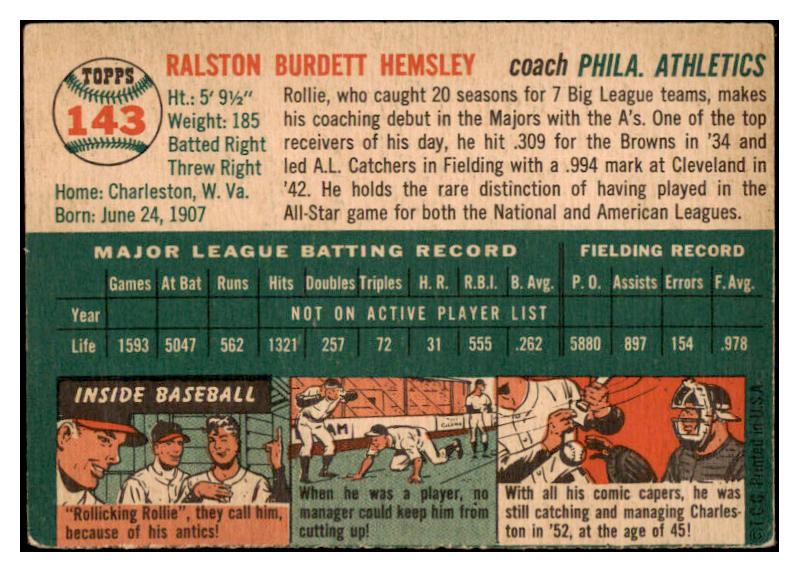 TOPPS
143
RALSTON BURDETT HEMSLEY coach PHILA. ATHLETICS
Ht.: 5' 9½"
Weight: 185
Batted Right
Threw Right
Home: Charleston, W. Va.
Born: June 24, 1907
Rollie, who caught 20 seasons for 7 Big League teams, makes
his coaching debut in the Majors with the A's. One of the top
receivers of his day, he hit .309 for the Browns in '34 and
led A.L. Catchers in Fielding with a .994 mark at Cleveland in
'42. He holds the rare distinction of having played in the
All-Star game for both the National and American Leagues.
MAJOR LEAGUE BATTING RECORD FIELDING RECORD
Games At Bat Runs Hits Doubles Triples H. R. R.B.I. B. Avg. P. O. Assists Errors F. Avg.
Year NOT ON ACTIVE PLAYER LIST
Life 1593 5047 562 1321 257 72 31 555 .262 5880 897 154 .978
INSIDE BASEBALL
"Rollicking Rollie", they call him,
because of his antics!
AM
When he was a player, no
manager could keep him from
cutting up!
With all his comic capers, he was
still catching and managing Charles-
ton in '52, at the age of 45!
©T.C.G. Printed in U.S.A.